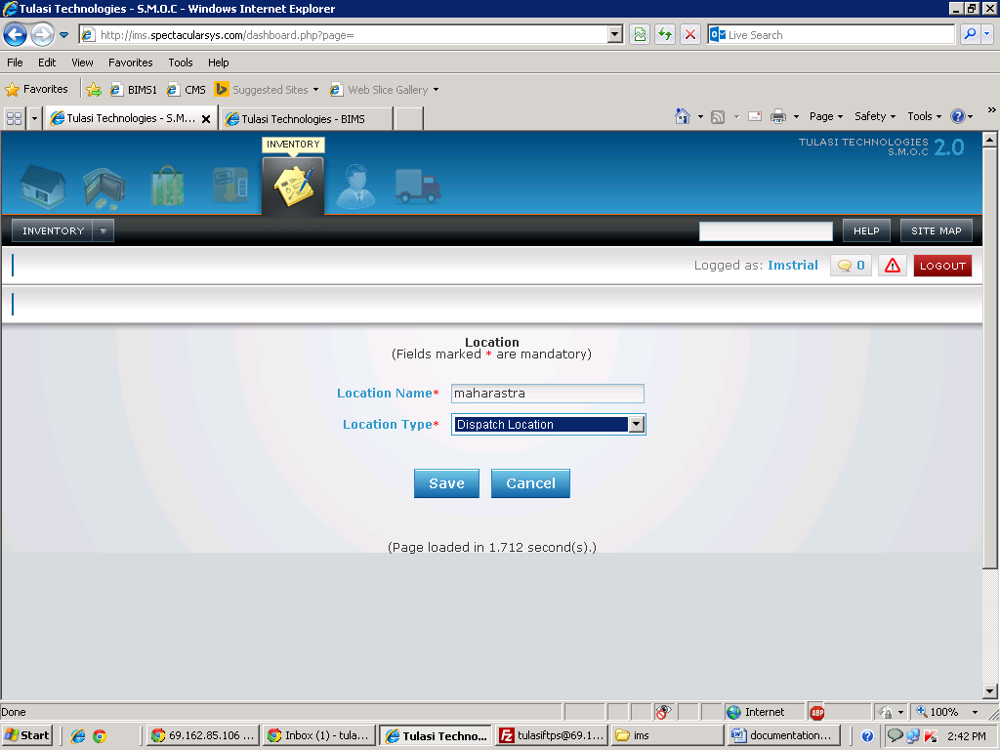 Tulasi Technologies - S.M.O.C - Windows Internet Explorer
http://ims.spectacularsys.com/dashboard.php?page=
Live Search
File Edit View Favorites Tools Help
Favorites BIMS1 CMS Suggested Sites Web Slice Gallery
Tulasi Technologies - S.M... Tulasi Technologies - BIMS Page Safety Tools »
INVENTORY
TULASI TECHNOLOGIES
S.M.O.C 2.0
INVENTORY HELP SITE MAP
Logged as: Imstrial 0 LOGOUT
Location
(Fields marked * are mandatory)
Location Name* maharastra
Location Type* Dispatch Location
Save Cancel
(Page loaded in 1.712 second(s).)
Done Internet ABP 100%
Start 69.162.85.106 ... Inbox (1) - tula... Tulasi Techno... tulasiftps@69.1... ims documentation... 2:42 PM